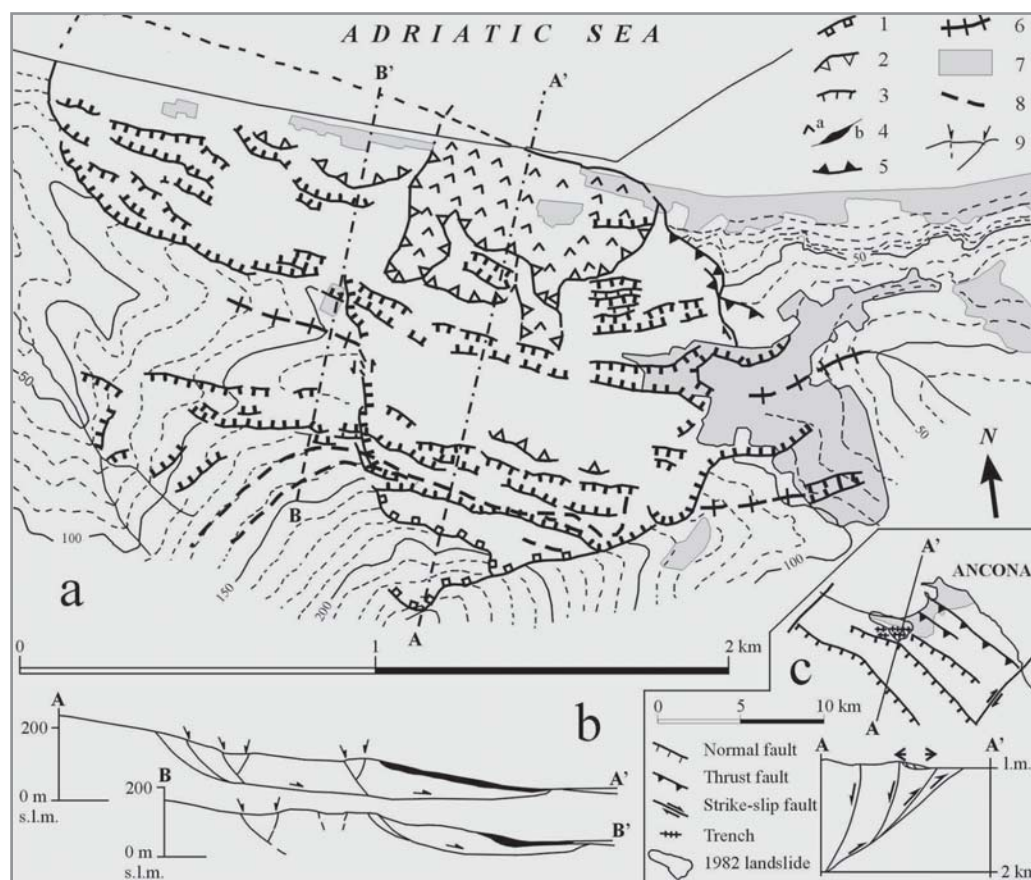 ADRIATIC SEA
B'
A'
1
2
3
a
4
b
5
6
7
8
9
50
50
50
N
B
100
150
200
100
A
a
0
1
2 km
A'
ANCONA
c
A
0
5
10 km
b
A
200
0 m
s.l.m.
A'
B
200
0 m
s.l.m.
B'
Normal fault
Thrust fault
Strike-slip fault
Trench
1982 landslide
A
A'
l.m.
2 km